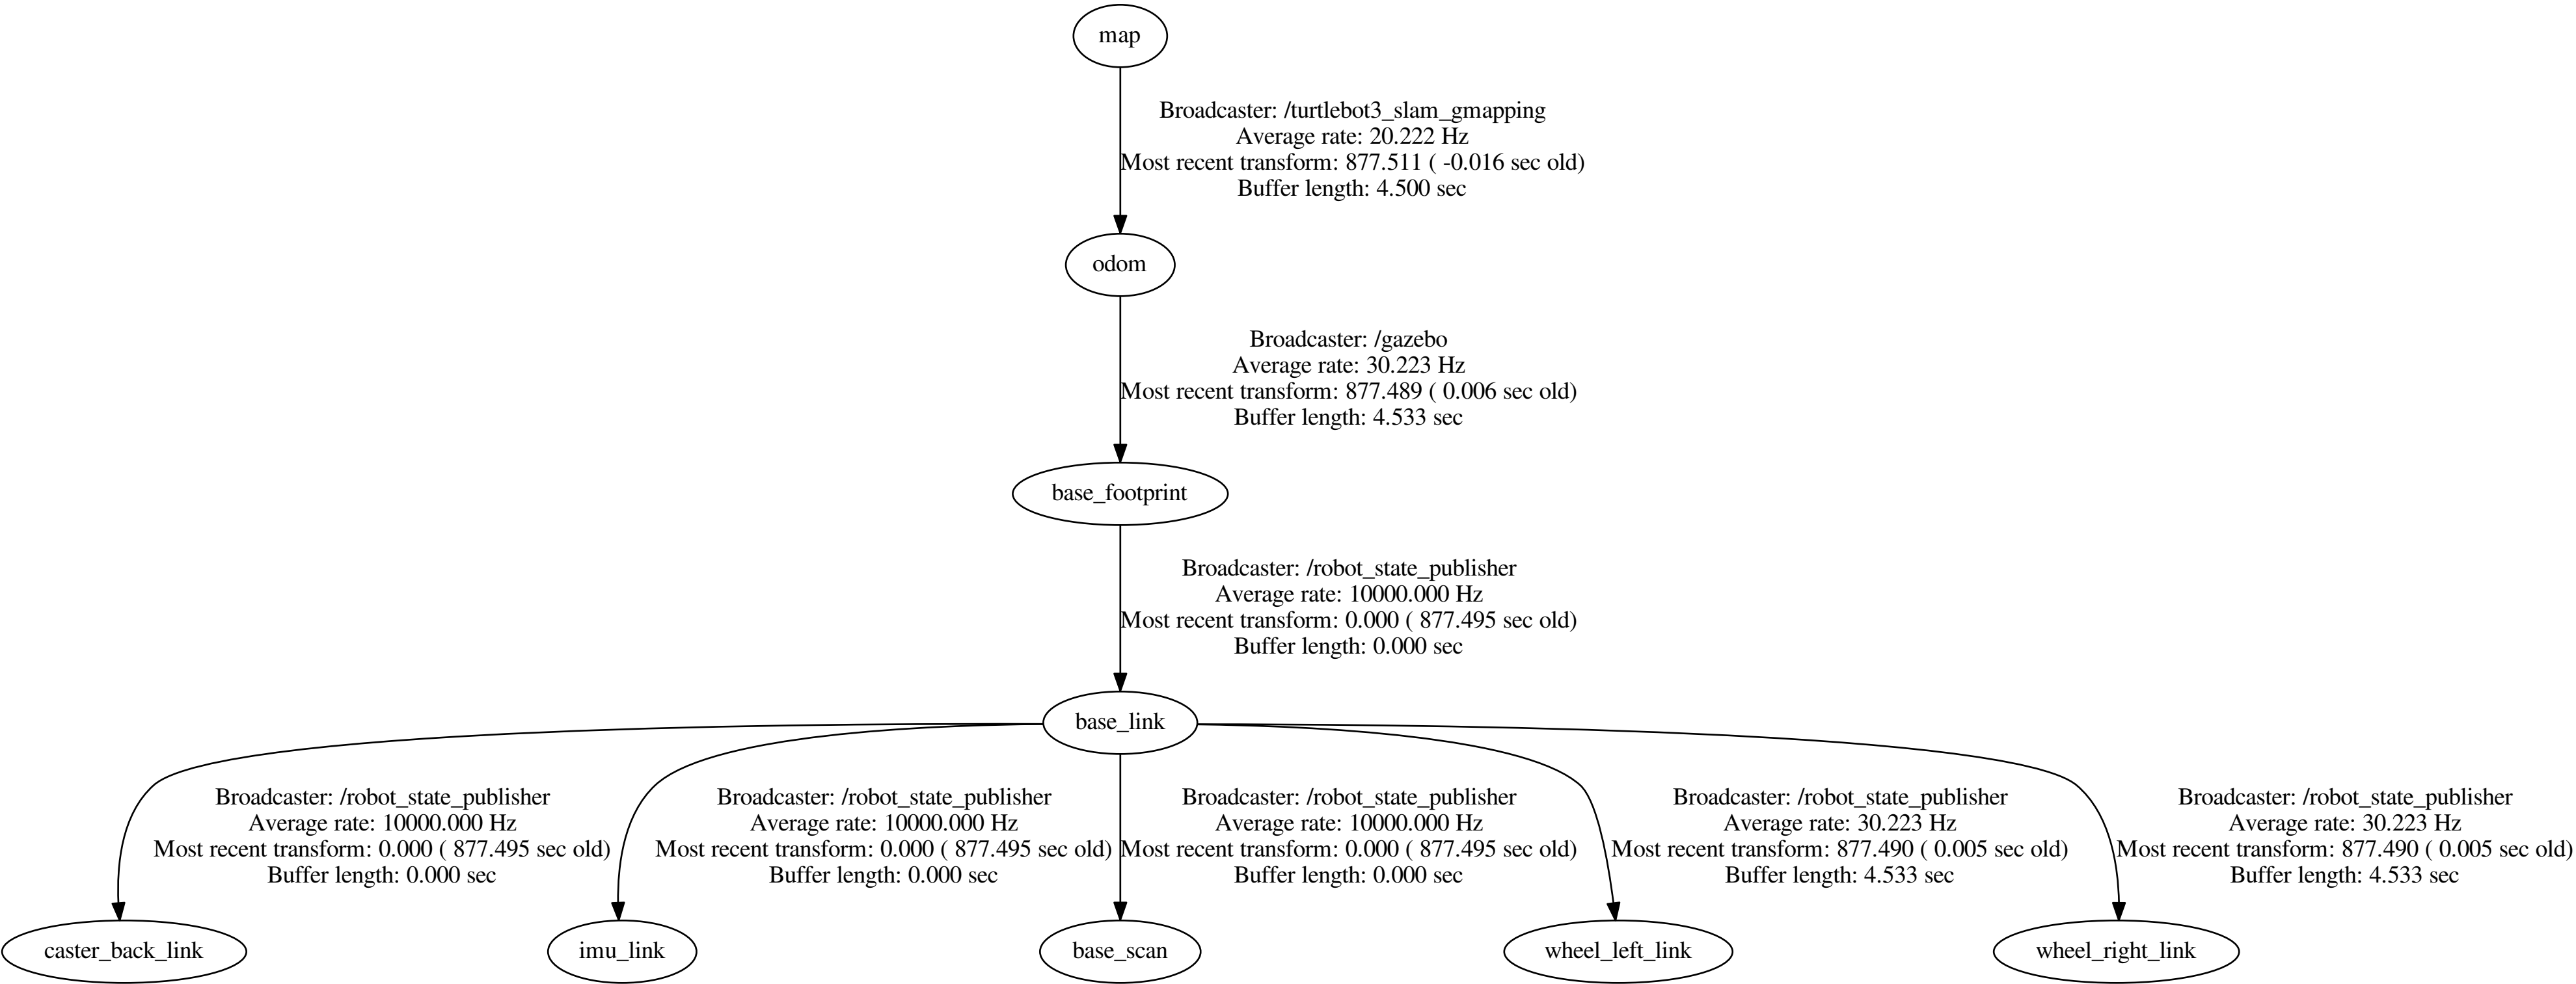 map
Broadcaster: /turtlebot3_slam_gmapping
Average rate: 20.222 Hz
Most recent transform: 877.511 ( -0.016 sec old)
Buffer length: 4.500 sec
odom
Broadcaster: /gazebo
Average rate: 30.223 Hz
Most recent transform: 877.489 ( 0.006 sec old)
Buffer length: 4.533 sec
base_footprint
Broadcaster: /robot_state_publisher
Average rate: 10000.000 Hz
Most recent transform: 0.000 ( 877.495 sec old)
Buffer length: 0.000 sec
base_link
Broadcaster: /robot_state_publisher
Average rate: 10000.000 Hz
Most recent transform: 0.000 ( 877.495 sec old)
Buffer length: 0.000 sec
Broadcaster: /robot_state_publisher
Average rate: 10000.000 Hz
Most recent transform: 0.000 ( 877.495 sec old)
Buffer length: 0.000 sec
Broadcaster: /robot_state_publisher
Average rate: 10000.000 Hz
Most recent transform: 0.000 ( 877.495 sec old)
Buffer length: 0.000 sec
Broadcaster: /robot_state_publisher
Average rate: 30.223 Hz
Most recent transform: 877.490 ( 0.005 sec old)
Buffer length: 4.533 sec
Broadcaster: /robot_state_publisher
Average rate: 30.223 Hz
Most recent transform: 877.490 ( 0.005 sec old)
Buffer length: 4.533 sec
caster_back_link
imu_link
base_scan
wheel_left_link
wheel_right_link